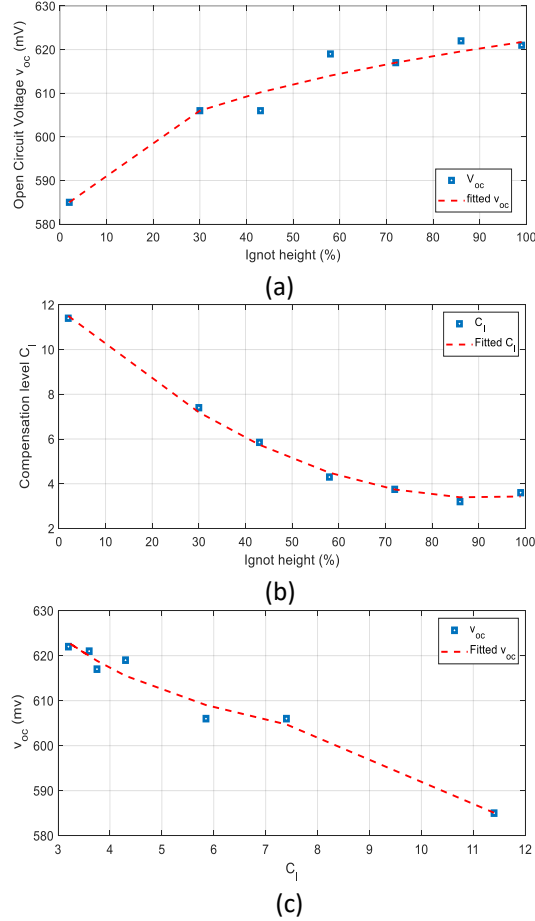 630
620
610
600
590
580
Open Circuit Voltage v_oc (mV)
V_oc
fitted v_oc
0 10 20 30 40 50 60 70 80 90 100
Ignot height (%)
(a)
12
10
8
6
4
2
Compensation level C_l
C_l
Fitted C_l
0 10 20 30 40 50 60 70 80 90 100
Ignot height (%)
(b)
630
620
610
600
590
580
v_oc (mv)
v_oc
Fitted v_oc
3 4 5 6 7 8 9 10 11 12
C_l
(c)